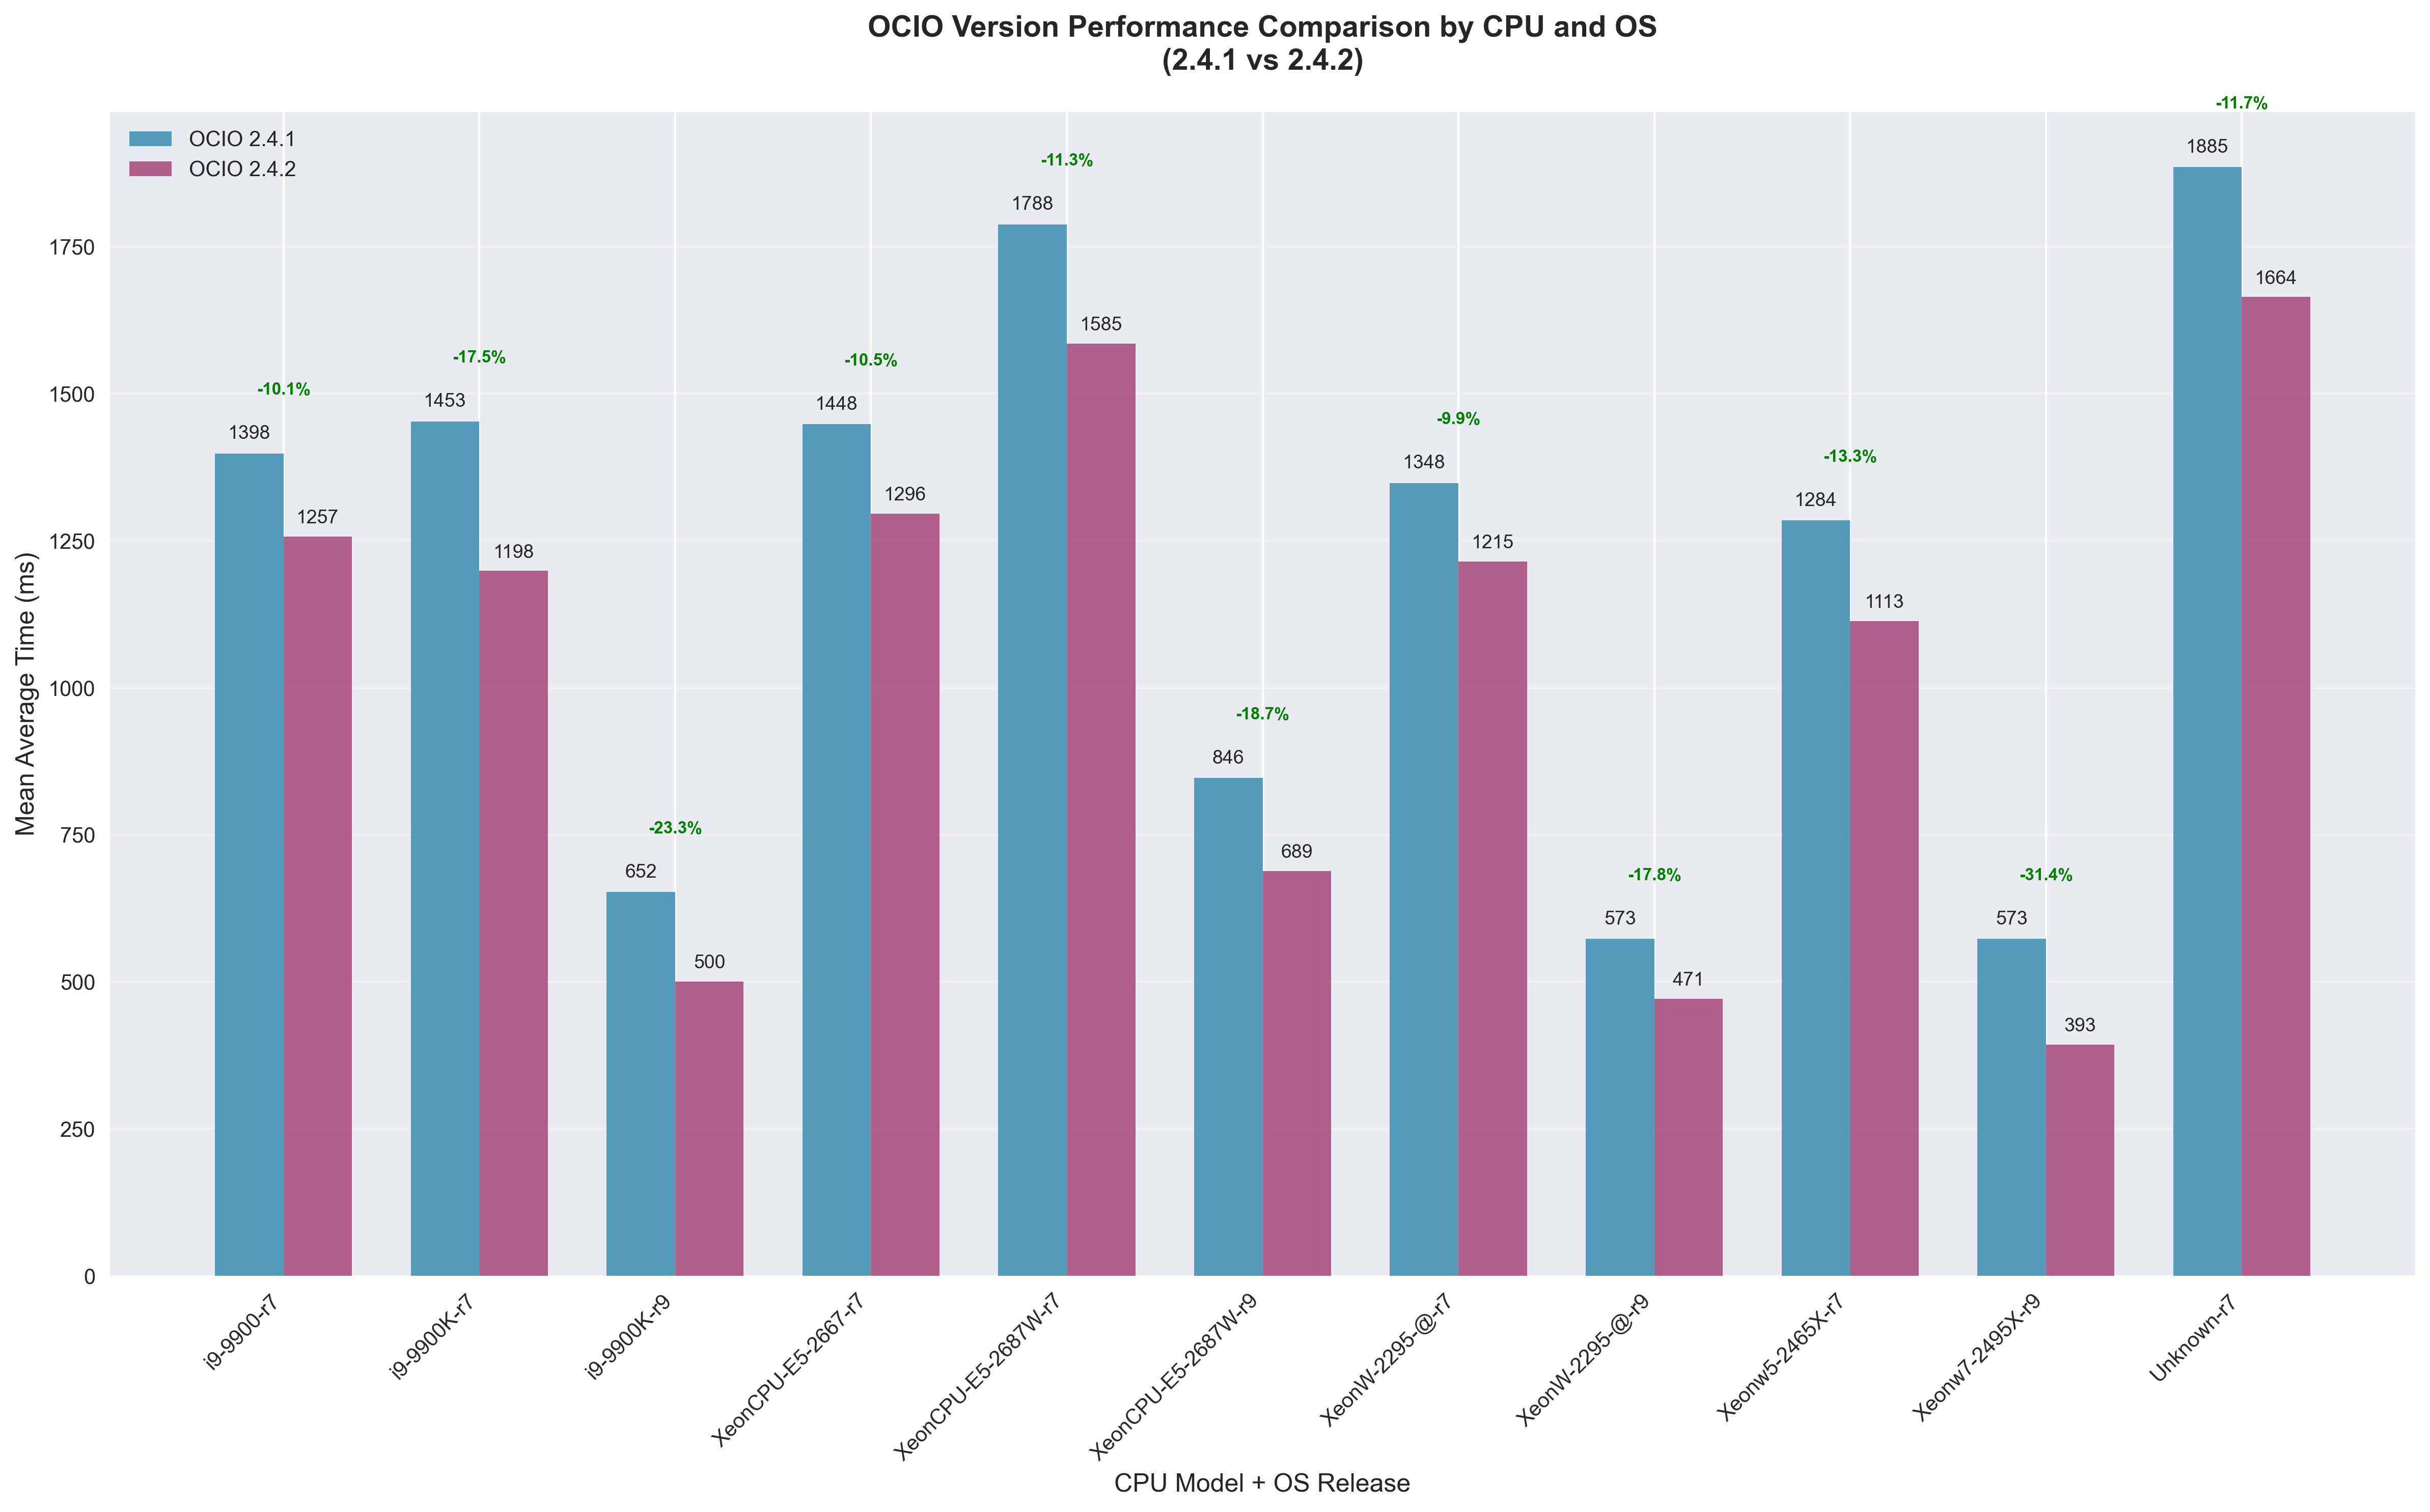 OCIO Version Performance Comparison by CPU and OS
(2.4.1 vs 2.4.2)
OCIO 2.4.1
OCIO 2.4.2
Mean Average Time (ms)
1750
1500
1250
1000
750
500
250
0
-10.1%
1398
1257
-17.5%
1453
1198
-23.3%
652
500
-10.5%
1448
1296
-11.3%
1788
1585
-18.7%
846
689
-9.9%
1348
1215
-17.8%
573
471
-13.3%
1284
1113
-31.4%
573
393
-11.7%
1885
1664
i9-9900-r7
i9-9900K-r7
i9-9900K-r9
XeonCPU-E5-2667-r7
XeonCPU-E5-2687W-r7
XeonCPU-E5-2687W-r9
XeonW-2295-@-r7
XeonW-2295-@-r9
Xeonw5-2465X-r7
Xeonw7-2495X-r9
Unknown-r7
CPU Model + OS Release